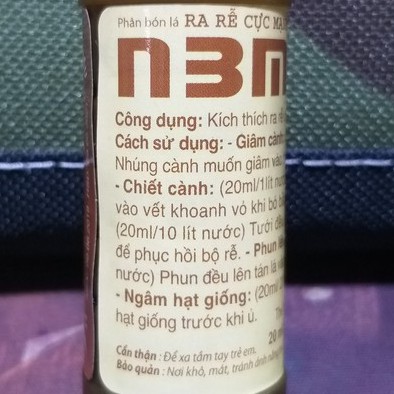 Phân bón lá RA RỄ CỰC
n3m
Công dụng: Kích thích ra
Cách sử dụng: - Giâm cành
Nhúng cành muốn giâm vào
- Chiết cành: (20ml/1lít
vào vết khoanh vỏ khi bó
(20ml/10 lít nước) Tưới
để phục hồi bộ rễ. - Phun
nước) Phun đều lên tán lá
- Ngâm hạt giống: (20ml
hạt giống trước khi ủ.
20
Cẩn thận : Để xa tầm tay trẻ em.
Bảo quản : Nơi khô, mát, tránh ánh nắng